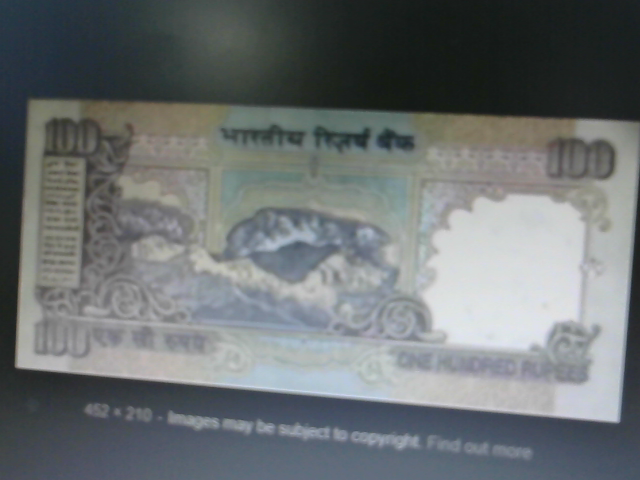 100 भारतीय रिज़र्व बैंक 100
100 एक सौ रुपये ONE HUNDRED RUPEES
452 × 210 - Images may be subject to copyright. Find out more